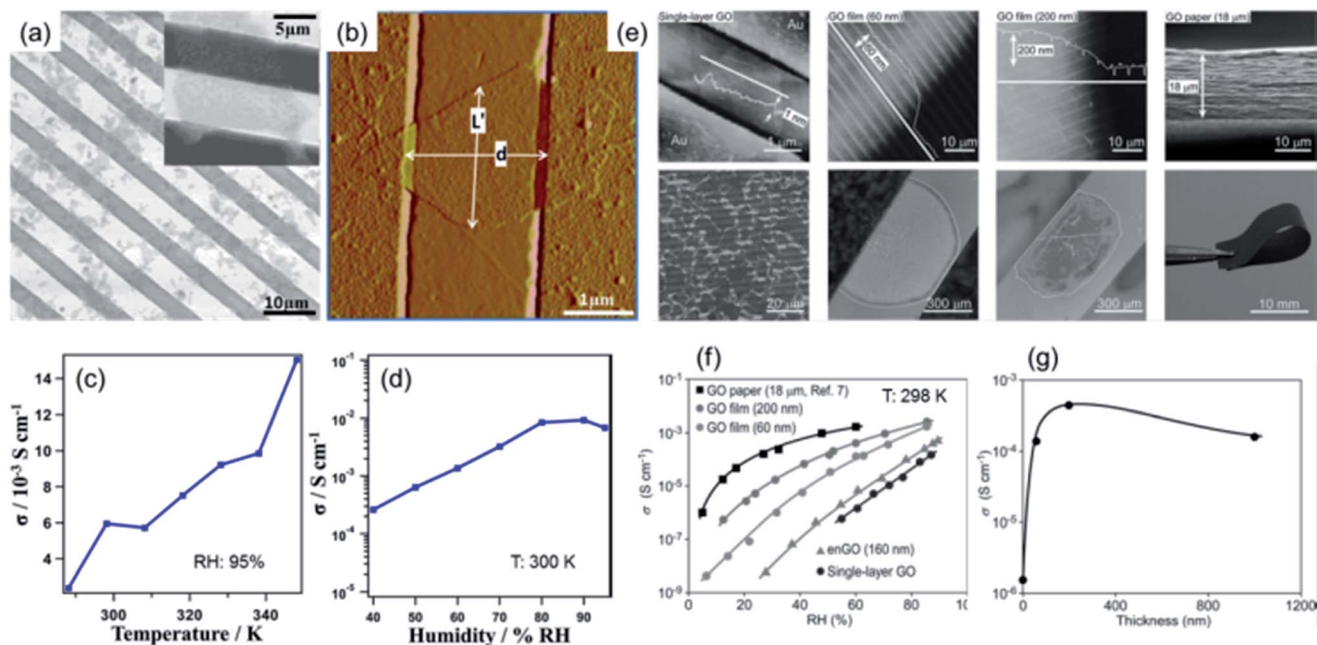 (a)
5μm
10μm
(b)
L'
d
1μm
(e)
Single-layer GO
Au
1 nm
Au
1 μm
GO film (60 nm)
60 nm
10 μm
GO film (200 nm)
200 nm
10 μm
GO paper (18 μm)
18 μm
10 μm
20 μm
300 μm
300 μm
10 mm
(c)
σ / 10⁻³ S cm⁻¹
14
12
10
8
6
4
RH: 95%
300 320 340
Temperature / K
(d)
σ / S cm⁻¹
10⁻¹
10⁻²
10⁻³
10⁻⁴
10⁻⁵
T: 300 K
40 50 60 70 80 90
Humidity / % RH
(f)
σ (S cm⁻¹)
10⁻¹
10⁻³
10⁻⁵
10⁻⁷
10⁻⁹
GO paper (18 μm, Ref. 7)
GO film (200 nm)
GO film (60 nm)
T: 298 K
enGO (160 nm)
Single-layer GO
0 20 40 60 80
RH (%)
(g)
σ (S cm⁻¹)
10⁻³
10⁻⁴
10⁻⁵
10⁻⁶
0 400 800 1200
Thickness (nm)